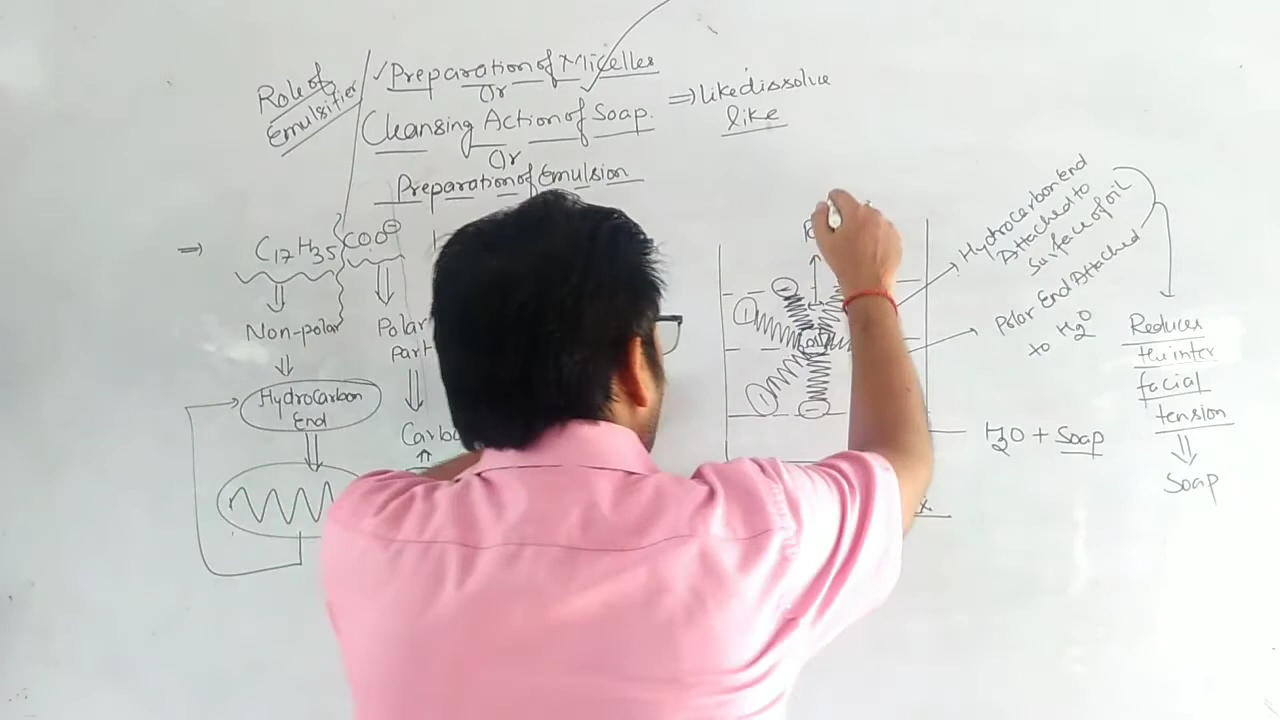 Role of
Emulsifier
✓ Preparation of Micelles
Or
Cleansing Action of Soap.
Or
Preparation of Emulsion
⇒ like dissolve
like
⇒ C17H35 COO⊖
Non-polar
Polar
part
Hydrocarbon
End
Hydrocarbon End
Attached to
Surface of oil
Polar End Attached
to H2O
Reduces
the inter
facial
tension
Soap
H2O + Soap